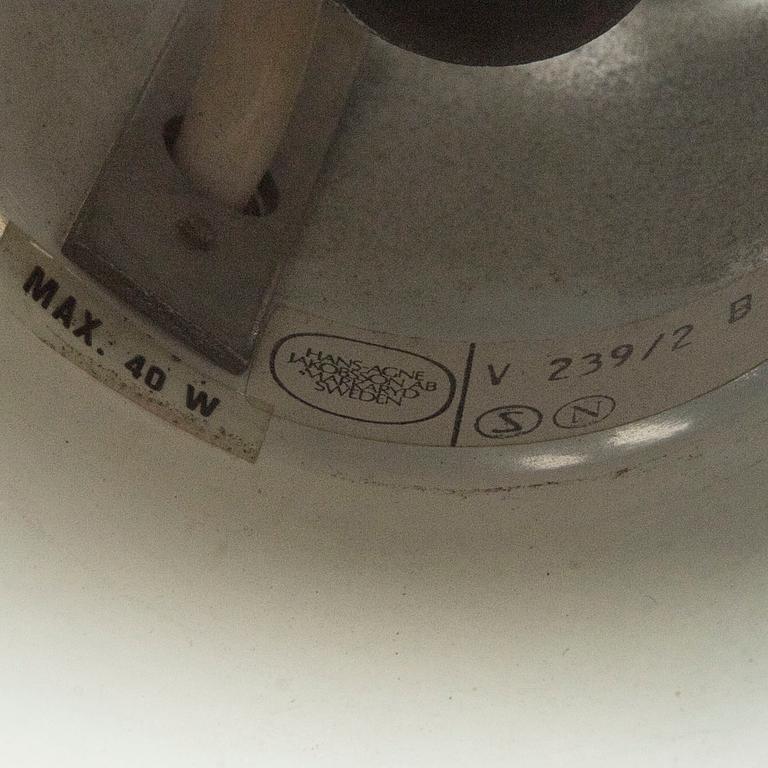 MAX. 40 W
HANS-AGNE
JAKOBSSON AB
MARKARYD
SWEDEN
V 239/2 B
S N